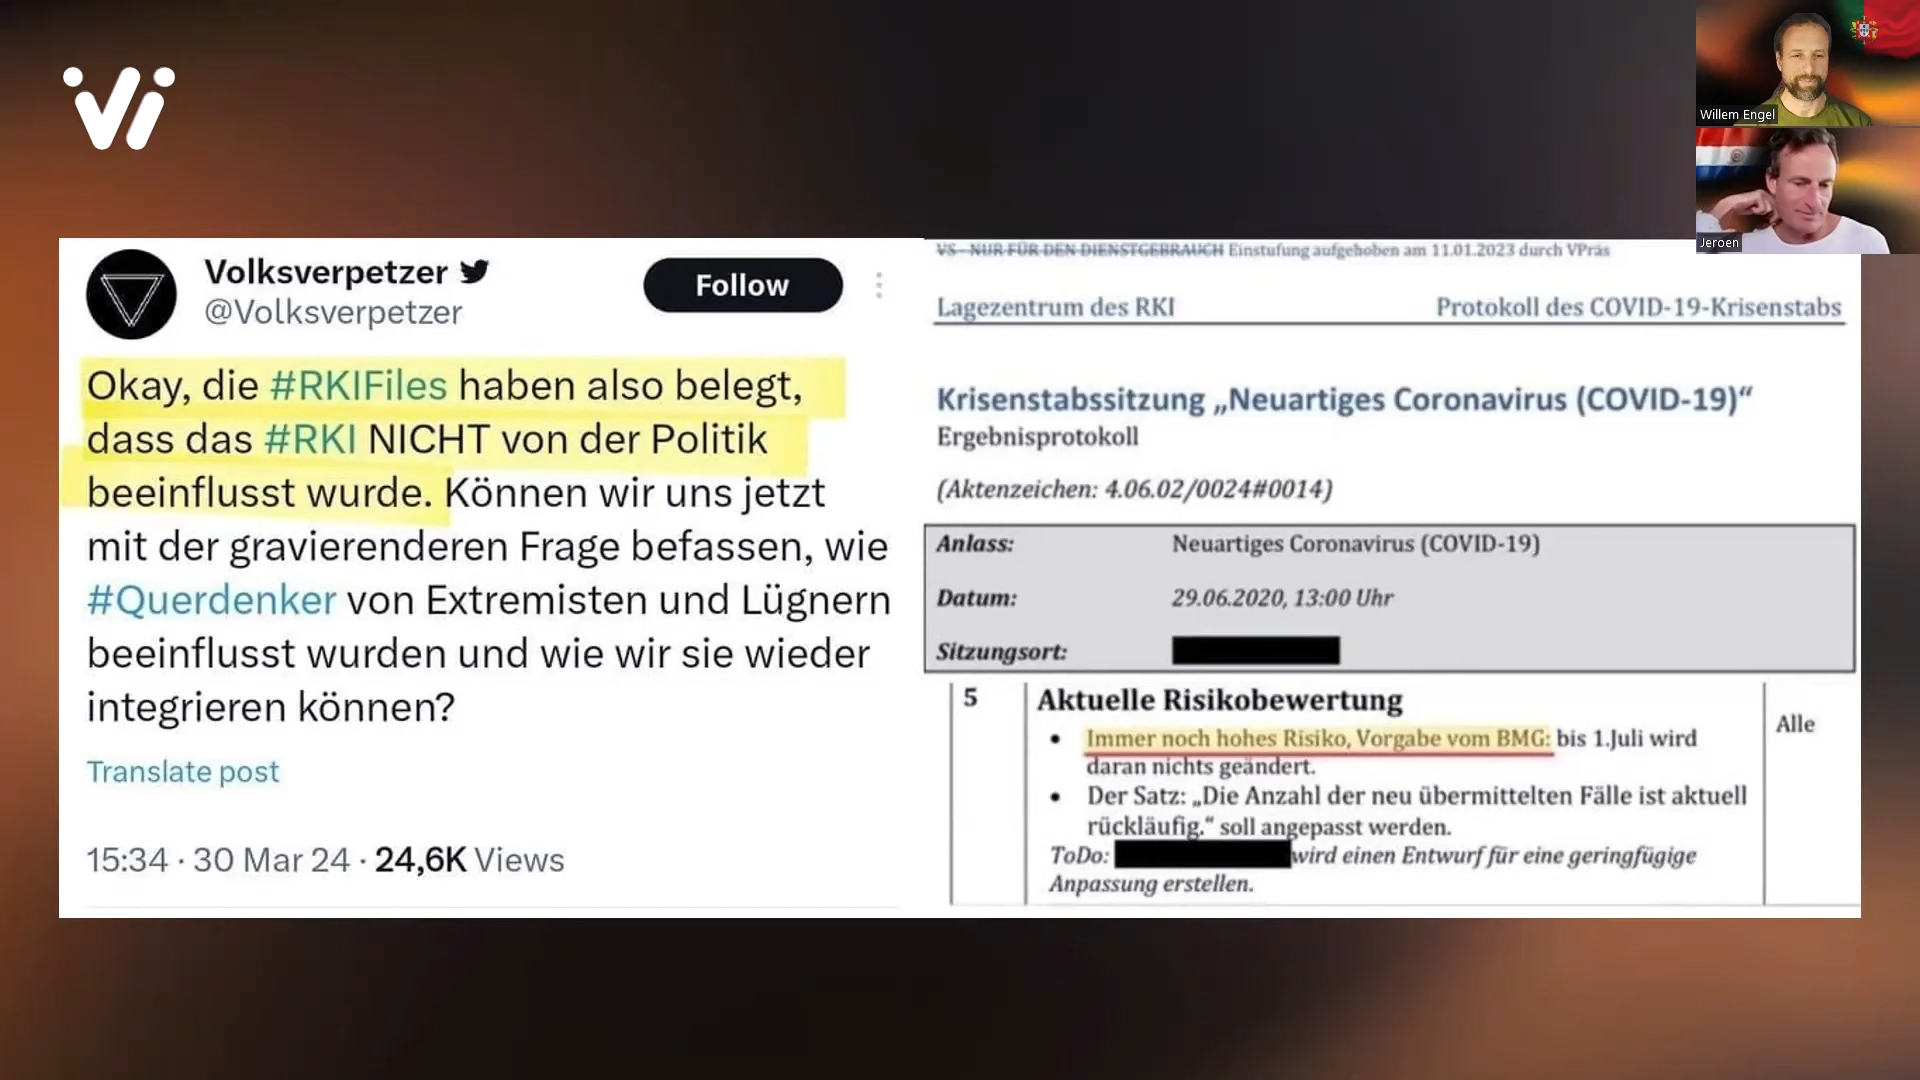 Vi
Willem Engel
Jeroen
Volksverpetzer
@Volksverpetzer
Follow
Okay, die #RKIFiles haben also belegt,
dass das #RKI NICHT von der Politik
beeinflusst wurde. Können wir uns jetzt
mit der gravierenderen Frage befassen, wie
#Querdenker von Extremisten und Lügnern
beeinflusst wurden und wie wir sie wieder
integrieren können?
Translate post
15:34 · 30 Mar 24 · 24,6K Views
VS - NUR FÜR DEN DIENSTGEBRAUCH Einstufung aufgehoben am 11.01.2023 durch VPräs
Lagezentrum des RKI Protokoll des COVID-19-Krisenstabs
Krisenstabssitzung „Neuartiges Coronavirus (COVID-19)“
Ergebnisprotokoll
(Aktenzeichen: 4.06.02/0024#0014)
Anlass: Neuartiges Coronavirus (COVID-19)
Datum: 29.06.2020, 13:00 Uhr
Sitzungsort:
5 Aktuelle Risikobewertung Alle
• Immer noch hohes Risiko, Vorgabe vom BMG: bis 1.Juli wird
daran nichts geändert.
• Der Satz: „Die Anzahl der neu übermittelten Fälle ist aktuell
rückläufig.“ soll angepasst werden.
ToDo: wird einen Entwurf für eine geringfügige
Anpassung erstellen.